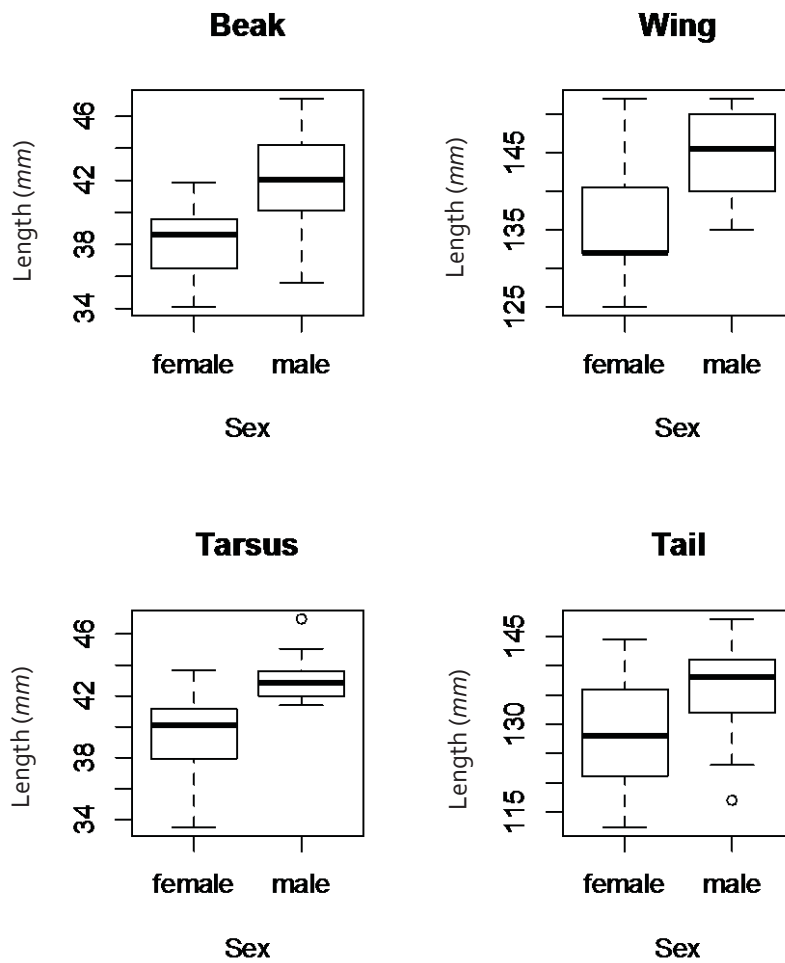 Beak
Length (mm)
46
42
38
34
female male
Sex
Wing
Length (mm)
145
135
125
female male
Sex
Tarsus
Length (mm)
46
42
38
34
female male
Sex
Tail
Length (mm)
145
130
115
female male
Sex